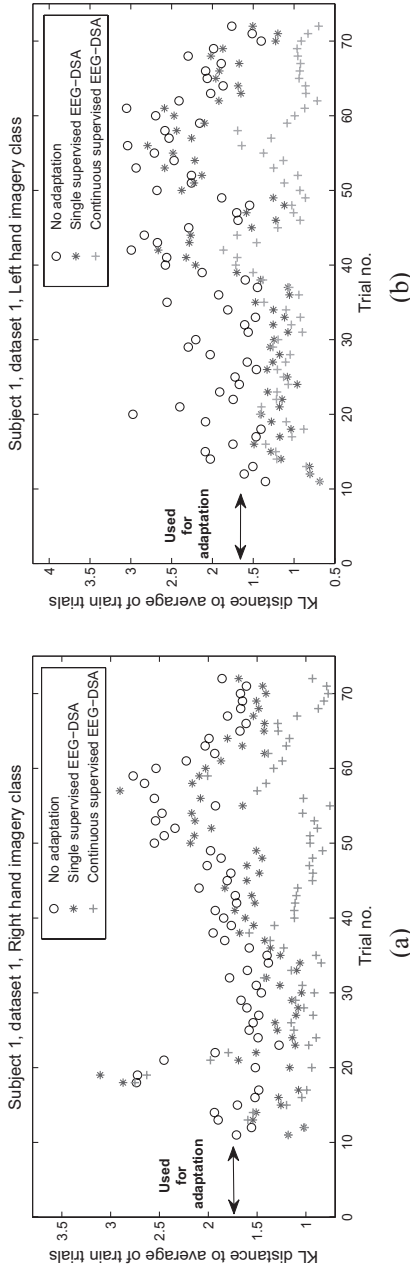 Subject 1, dataset 1, Right hand imagery class
KL distance to average of train trials
3.5
3
2.5
2
1.5
1
No adaptation
Single supervised EEG−DSA
Continuous supervised EEG−DSA
Used
for
adaptation
0
10
20
30
40
50
60
70
Trial no.
(a)
Subject 1, dataset 1, Left hand imagery class
KL distance to average of train trials
4
3.5
3
2.5
2
1.5
1
0.5
No adaptation
Single supervised EEG−DSA
Continuous supervised EEG−DSA
Used
for
adaptation
0
10
20
30
40
50
60
70
Trial no.
(b)